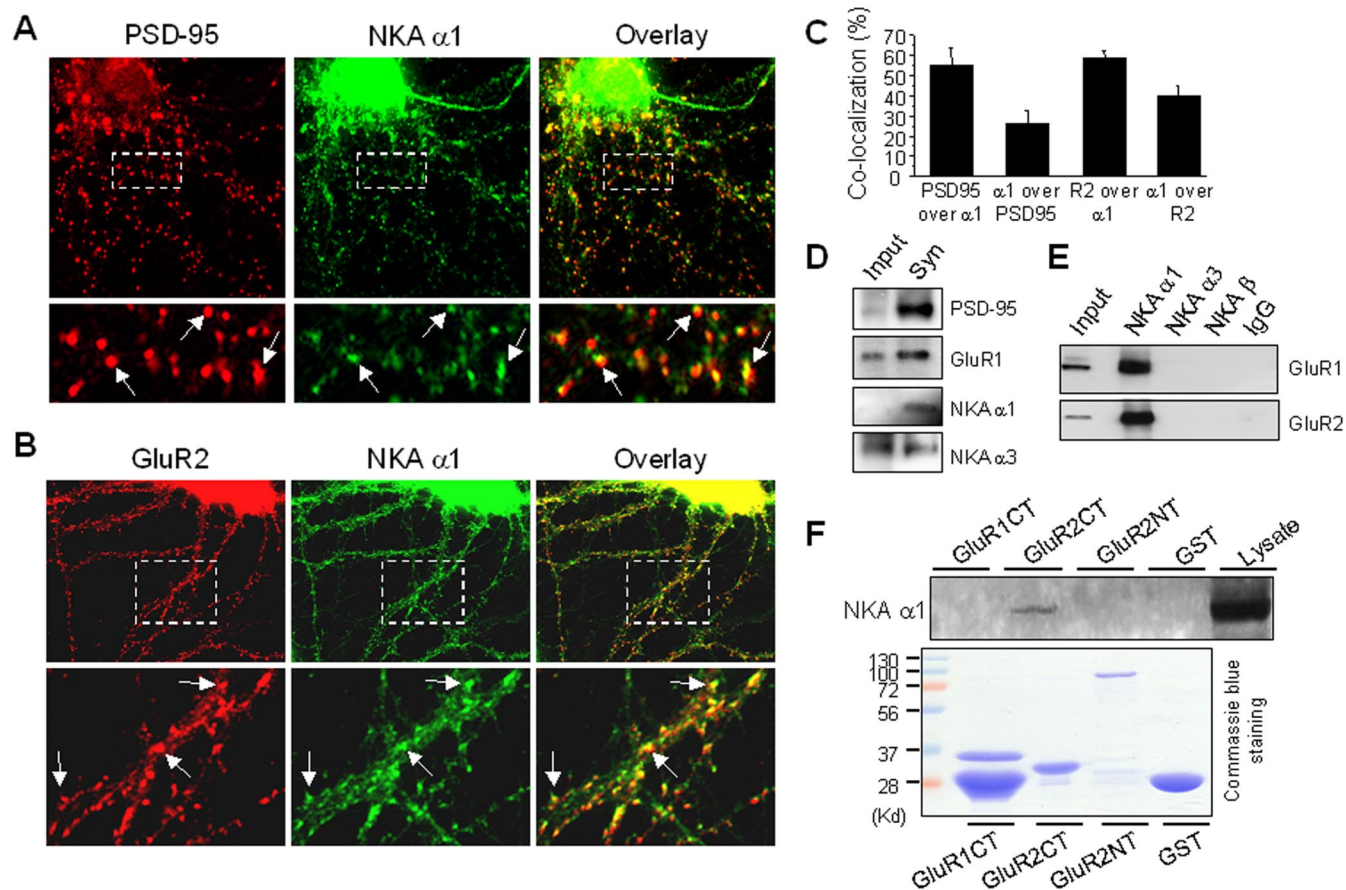 A
PSD-95
NKA α1
Overlay
B
GluR2
NKA α1
Overlay
C
Co-localization (%)
70
60
50
40
30
20
10
0
PSD95 over α1
α1 over PSD95
R2 over α1
α1 over R2
D
Input
Syn
PSD-95
GluR1
NKA α1
NKA α3
E
Input
NKA α1
NKA α3
NKA β
IgG
GluR1
GluR2
F
GluR1CT
GluR2CT
GluR2NT
GST
Lysate
NKA α1
130
100
72
56
37
28
(Kd)
Commassie blue
staining
GluR1CT
GluR2CT
GluR2NT
GST